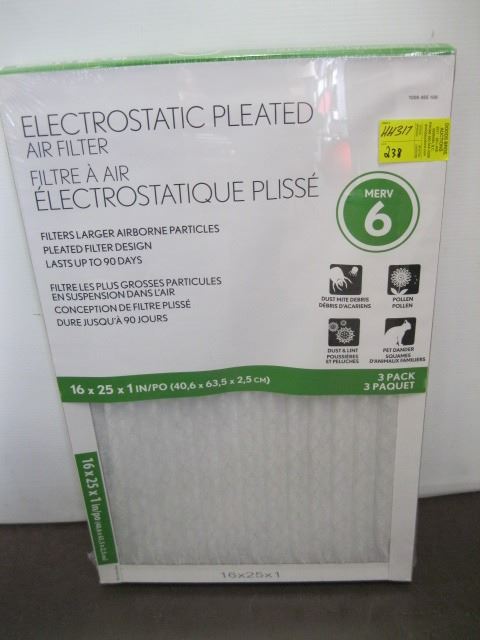 ELECTROSTATIC PLEATED
AIR FILTER
FILTRE À AIR
ÉLECTROSTATIQUE PLISSÉ
FILTERS LARGER AIRBORNE PARTICLES
PLEATED FILTER DESIGN
LASTS UP TO 90 DAYS
FILTRE LES PLUS GROSSES PARTICULES
EN SUSPENSION DANS L'AIR
CONCEPTION DE FILTRE PLISSÉ
DURE JUSQU'À 90 JOURS
HH317
238
MERV
6
DUST MITE DEBRIS
DÉBRIS D'ACARIENS
POLLEN
POLLEN
DUST & LINT
POUSSIÈRES
ET PELUCHES
PET DANDER
SQUAMES
D'ANIMAUX FAMILIERS
16 x 25 x 1 IN/PO (40,6 x 63,5 x 2,5 CM)
3 PACK
3 PAQUET
16 x 25 x 1 in/po
16x25x1